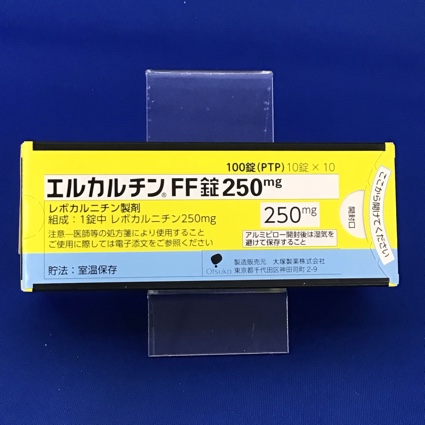 100錠(PTP) 10錠×10
エルカルチン®FF錠250mg
レボカルニチン製剤
組成:1錠中 レボカルニチン250mg
250mg
注意-医師等の処方箋により使用すること
ご使用に際しては電子添文をご参照ください
アルミピロー開封後は湿気を
避けて保存すること
開封口
ここから開けてください
貯法:室温保存
Otsuka
製造販売元 大塚製薬株式会社
東京都千代田区神田司町2-9